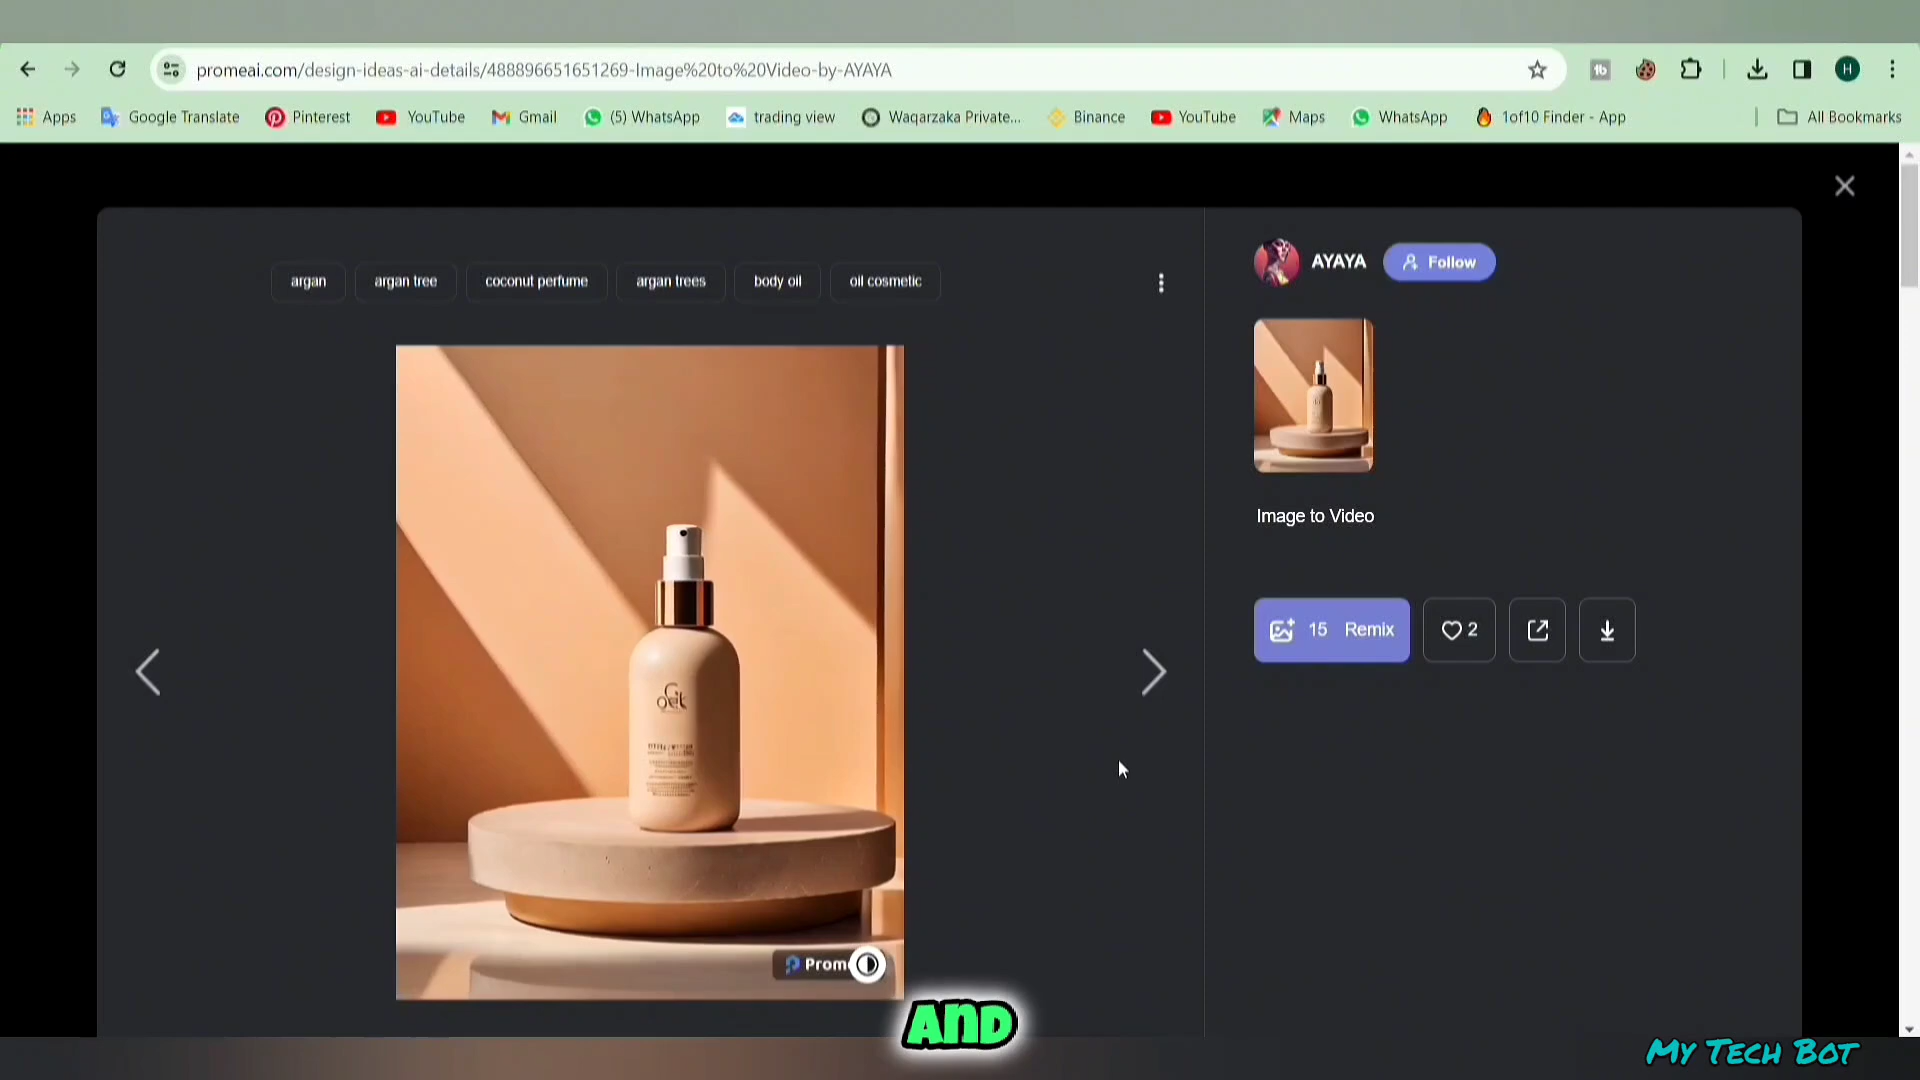 promeai.com/design-ideas-ai-details/488896651651269-Image%20to%20Video-by-AYAYA
Apps Google Translate Pinterest YouTube Gmail (5) WhatsApp trading view Waqarzaka Private... Binance YouTube Maps WhatsApp 1of10 Finder - App All Bookmarks
argan argan tree coconut perfume argan trees body oil oil cosmetic
AYAYA Follow
Image to Video
15 Remix 2
Prom
AND
My Tech Bot